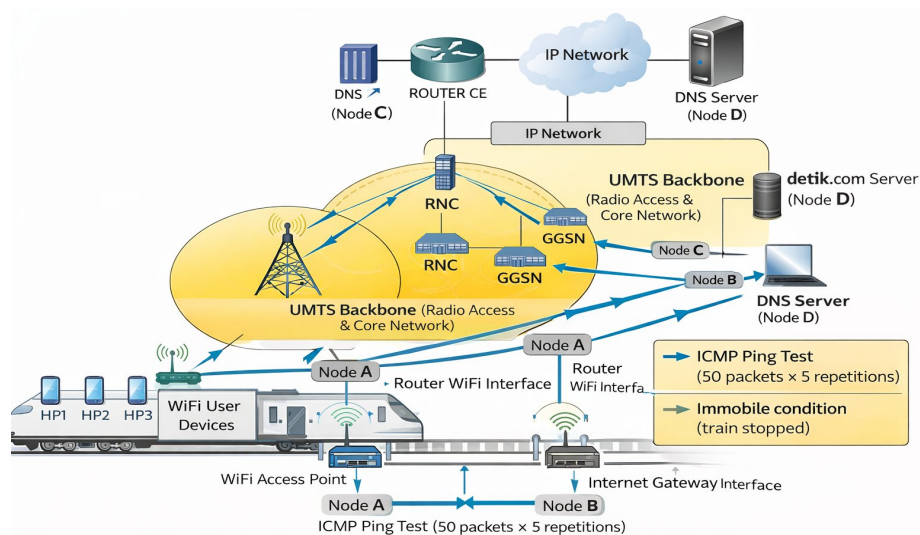 IP Network
DNS
(Node C)
ROUTER CE
DNS Server
(Node D)
IP Network
UMTS Backbone
(Radio Access
& Core Network)
detik.com Server
(Node D)
RNC
GGSN
RNC
GGSN
Node C
Node B
DNS Server
(Node D)
UMTS Backbone (Radio Access
& Core Network)
Node A
Node A
Router WiFi Interface
Router
WiFi Interfa
ICMP Ping Test
(50 packets × 5 repetitions)
Immobile condition
(train stopped)
HP1
HP2
HP3
WiFi User
Devices
WiFi Access Point
Internet Gateway Interface
Node A
Node B
ICMP Ping Test (50 packets × 5 repetitions)